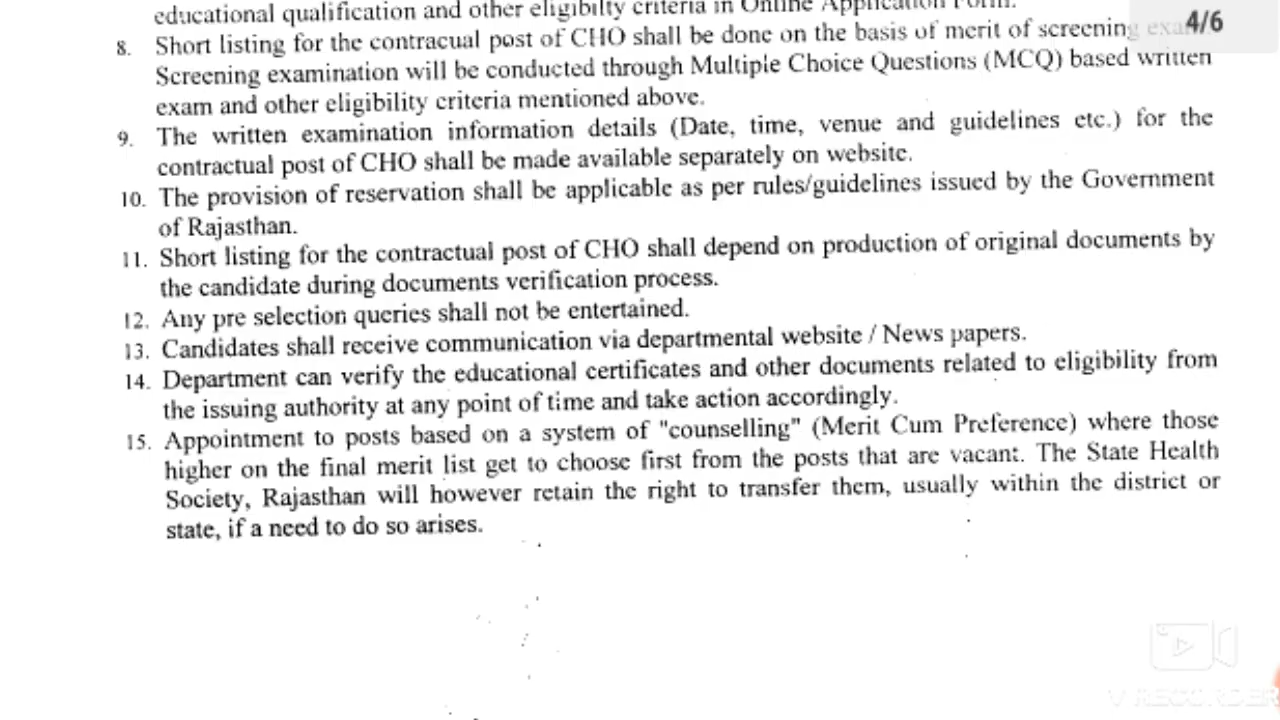 educational qualification and other eligibilty criteria in Online Application Form.
4/6
8. Short listing for the contracual post of CHO shall be done on the basis of merit of screening exam.
Screening examination will be conducted through Multiple Choice Questions (MCQ) based written
exam and other eligibility criteria mentioned above.
9. The written examination information details (Date, time, venue and guidelines etc.) for the
contractual post of CHO shall be made available separately on website.
10. The provision of reservation shall be applicable as per rules/guidelines issued by the Government
of Rajasthan.
11. Short listing for the contractual post of CHO shall depend on production of original documents by
the candidate during documents verification process.
12. Any pre selection queries shall not be entertained.
13. Candidates shall receive communication via departmental website / News papers.
14. Department can verify the educational certificates and other documents related to eligibility from
the issuing authority at any point of time and take action accordingly.
15. Appointment to posts based on a system of "counselling" (Merit Cum Preference) where those
higher on the final merit list get to choose first from the posts that are vacant. The State Health
Society, Rajasthan will however retain the right to transfer them, usually within the district or
state, if a need to do so arises.
V RECORDER